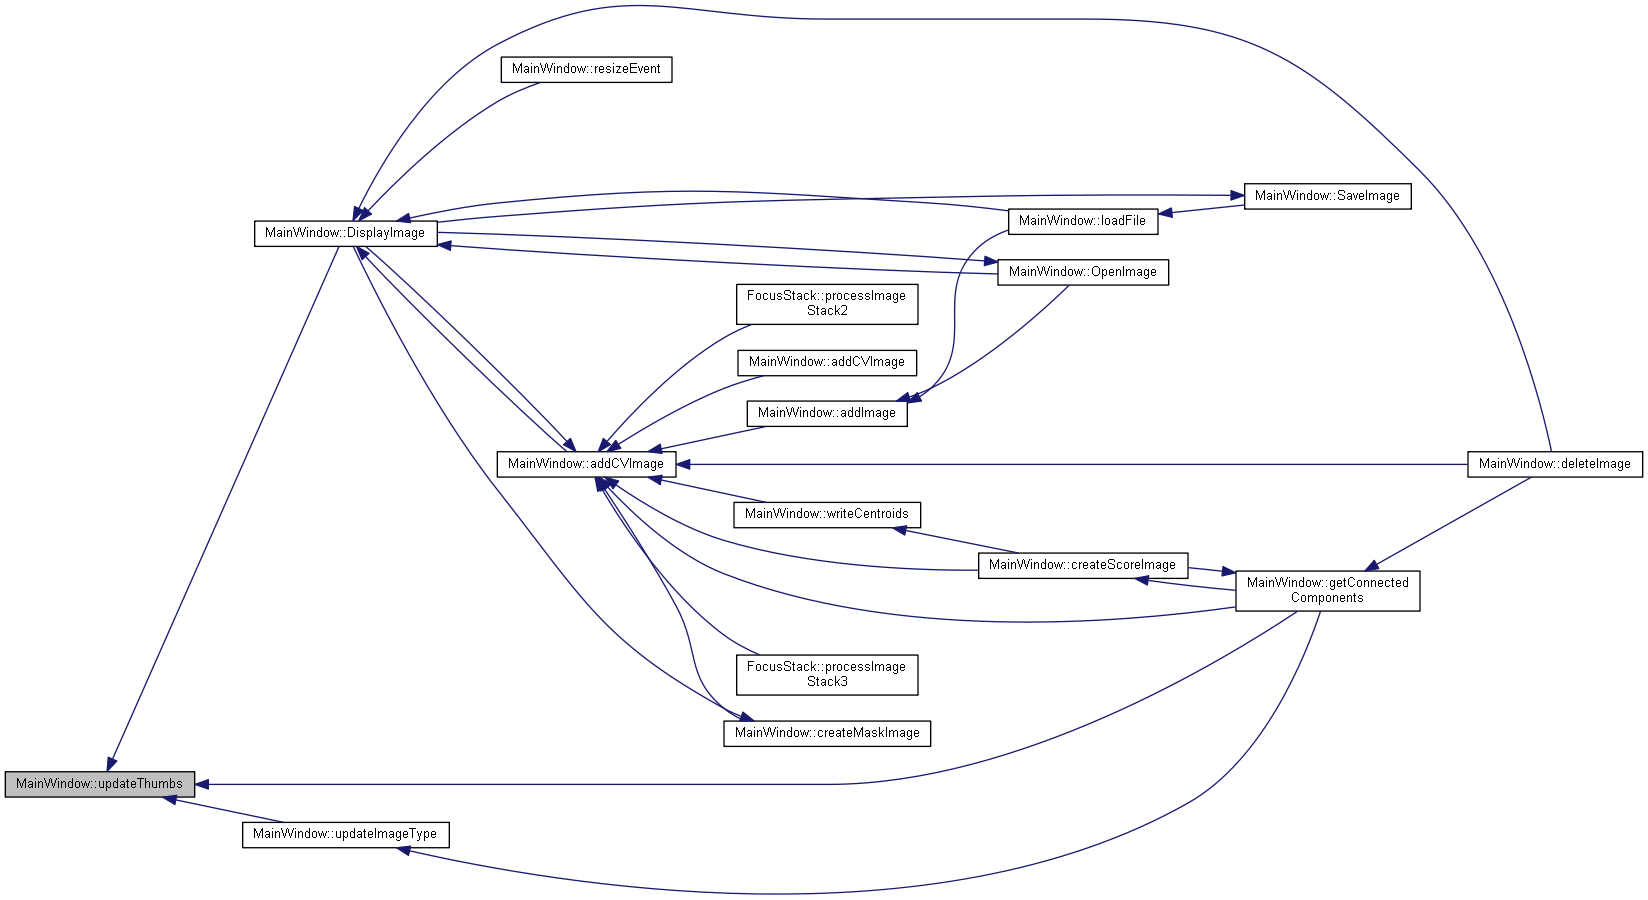 MainWindow::resizeEvent
MainWindow::SaveImage
MainWindow::loadFile
MainWindow::DisplayImage
MainWindow::OpenImage
FocusStack::processImage
Stack2
MainWindow::addCVImage
MainWindow::addImage
MainWindow::addCVImage
MainWindow::deleteImage
MainWindow::writeCentroids
MainWindow::createScoreImage
MainWindow::getConnected
Components
FocusStack::processImage
Stack3
MainWindow::createMaskImage
MainWindow::updateThumbs
MainWindow::updateImageType